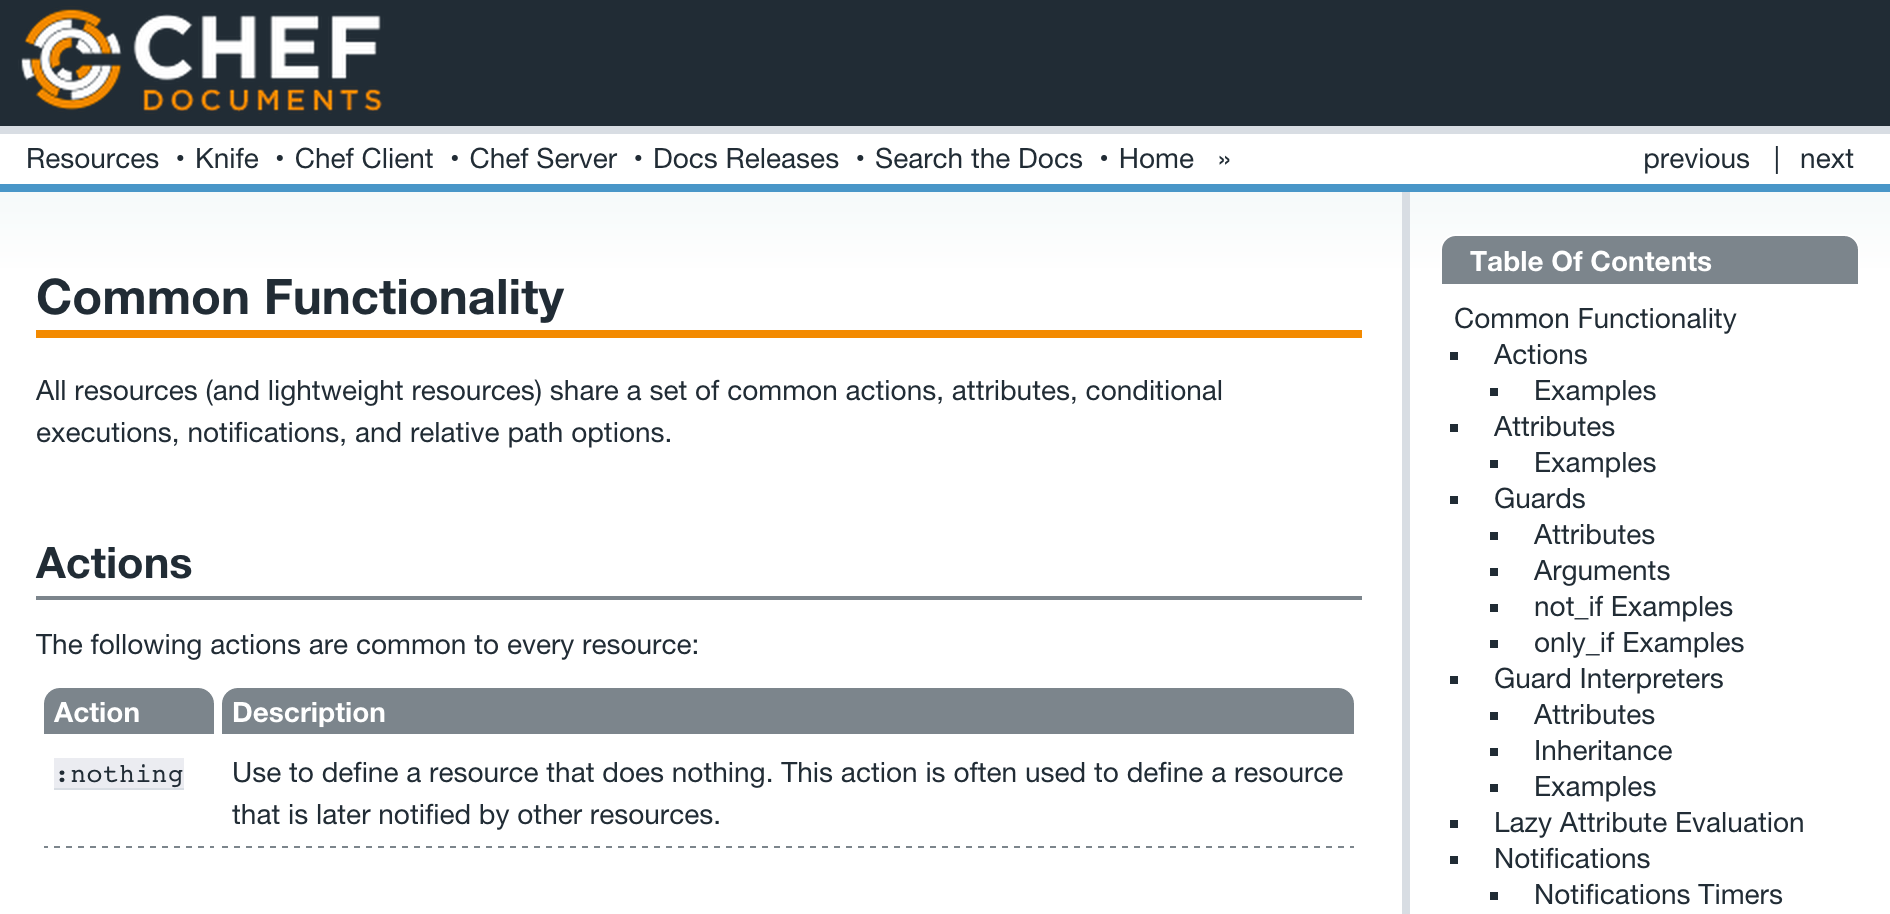 CHEF
DOCUMENTS
Resources • Knife • Chef Client • Chef Server • Docs Releases • Search the Docs • Home »
previous | next
Common Functionality
All resources (and lightweight resources) share a set of common actions, attributes, conditional
executions, notifications, and relative path options.
Actions
The following actions are common to every resource:
Action Description
:nothing Use to define a resource that does nothing. This action is often used to define a resource
that is later notified by other resources.
Table Of Contents
Common Functionality
▪ Actions
▪ Examples
▪ Attributes
▪ Examples
▪ Guards
▪ Attributes
▪ Arguments
▪ not_if Examples
▪ only_if Examples
▪ Guard Interpreters
▪ Attributes
▪ Inheritance
▪ Examples
▪ Lazy Attribute Evaluation
▪ Notifications
▪ Notifications Timers